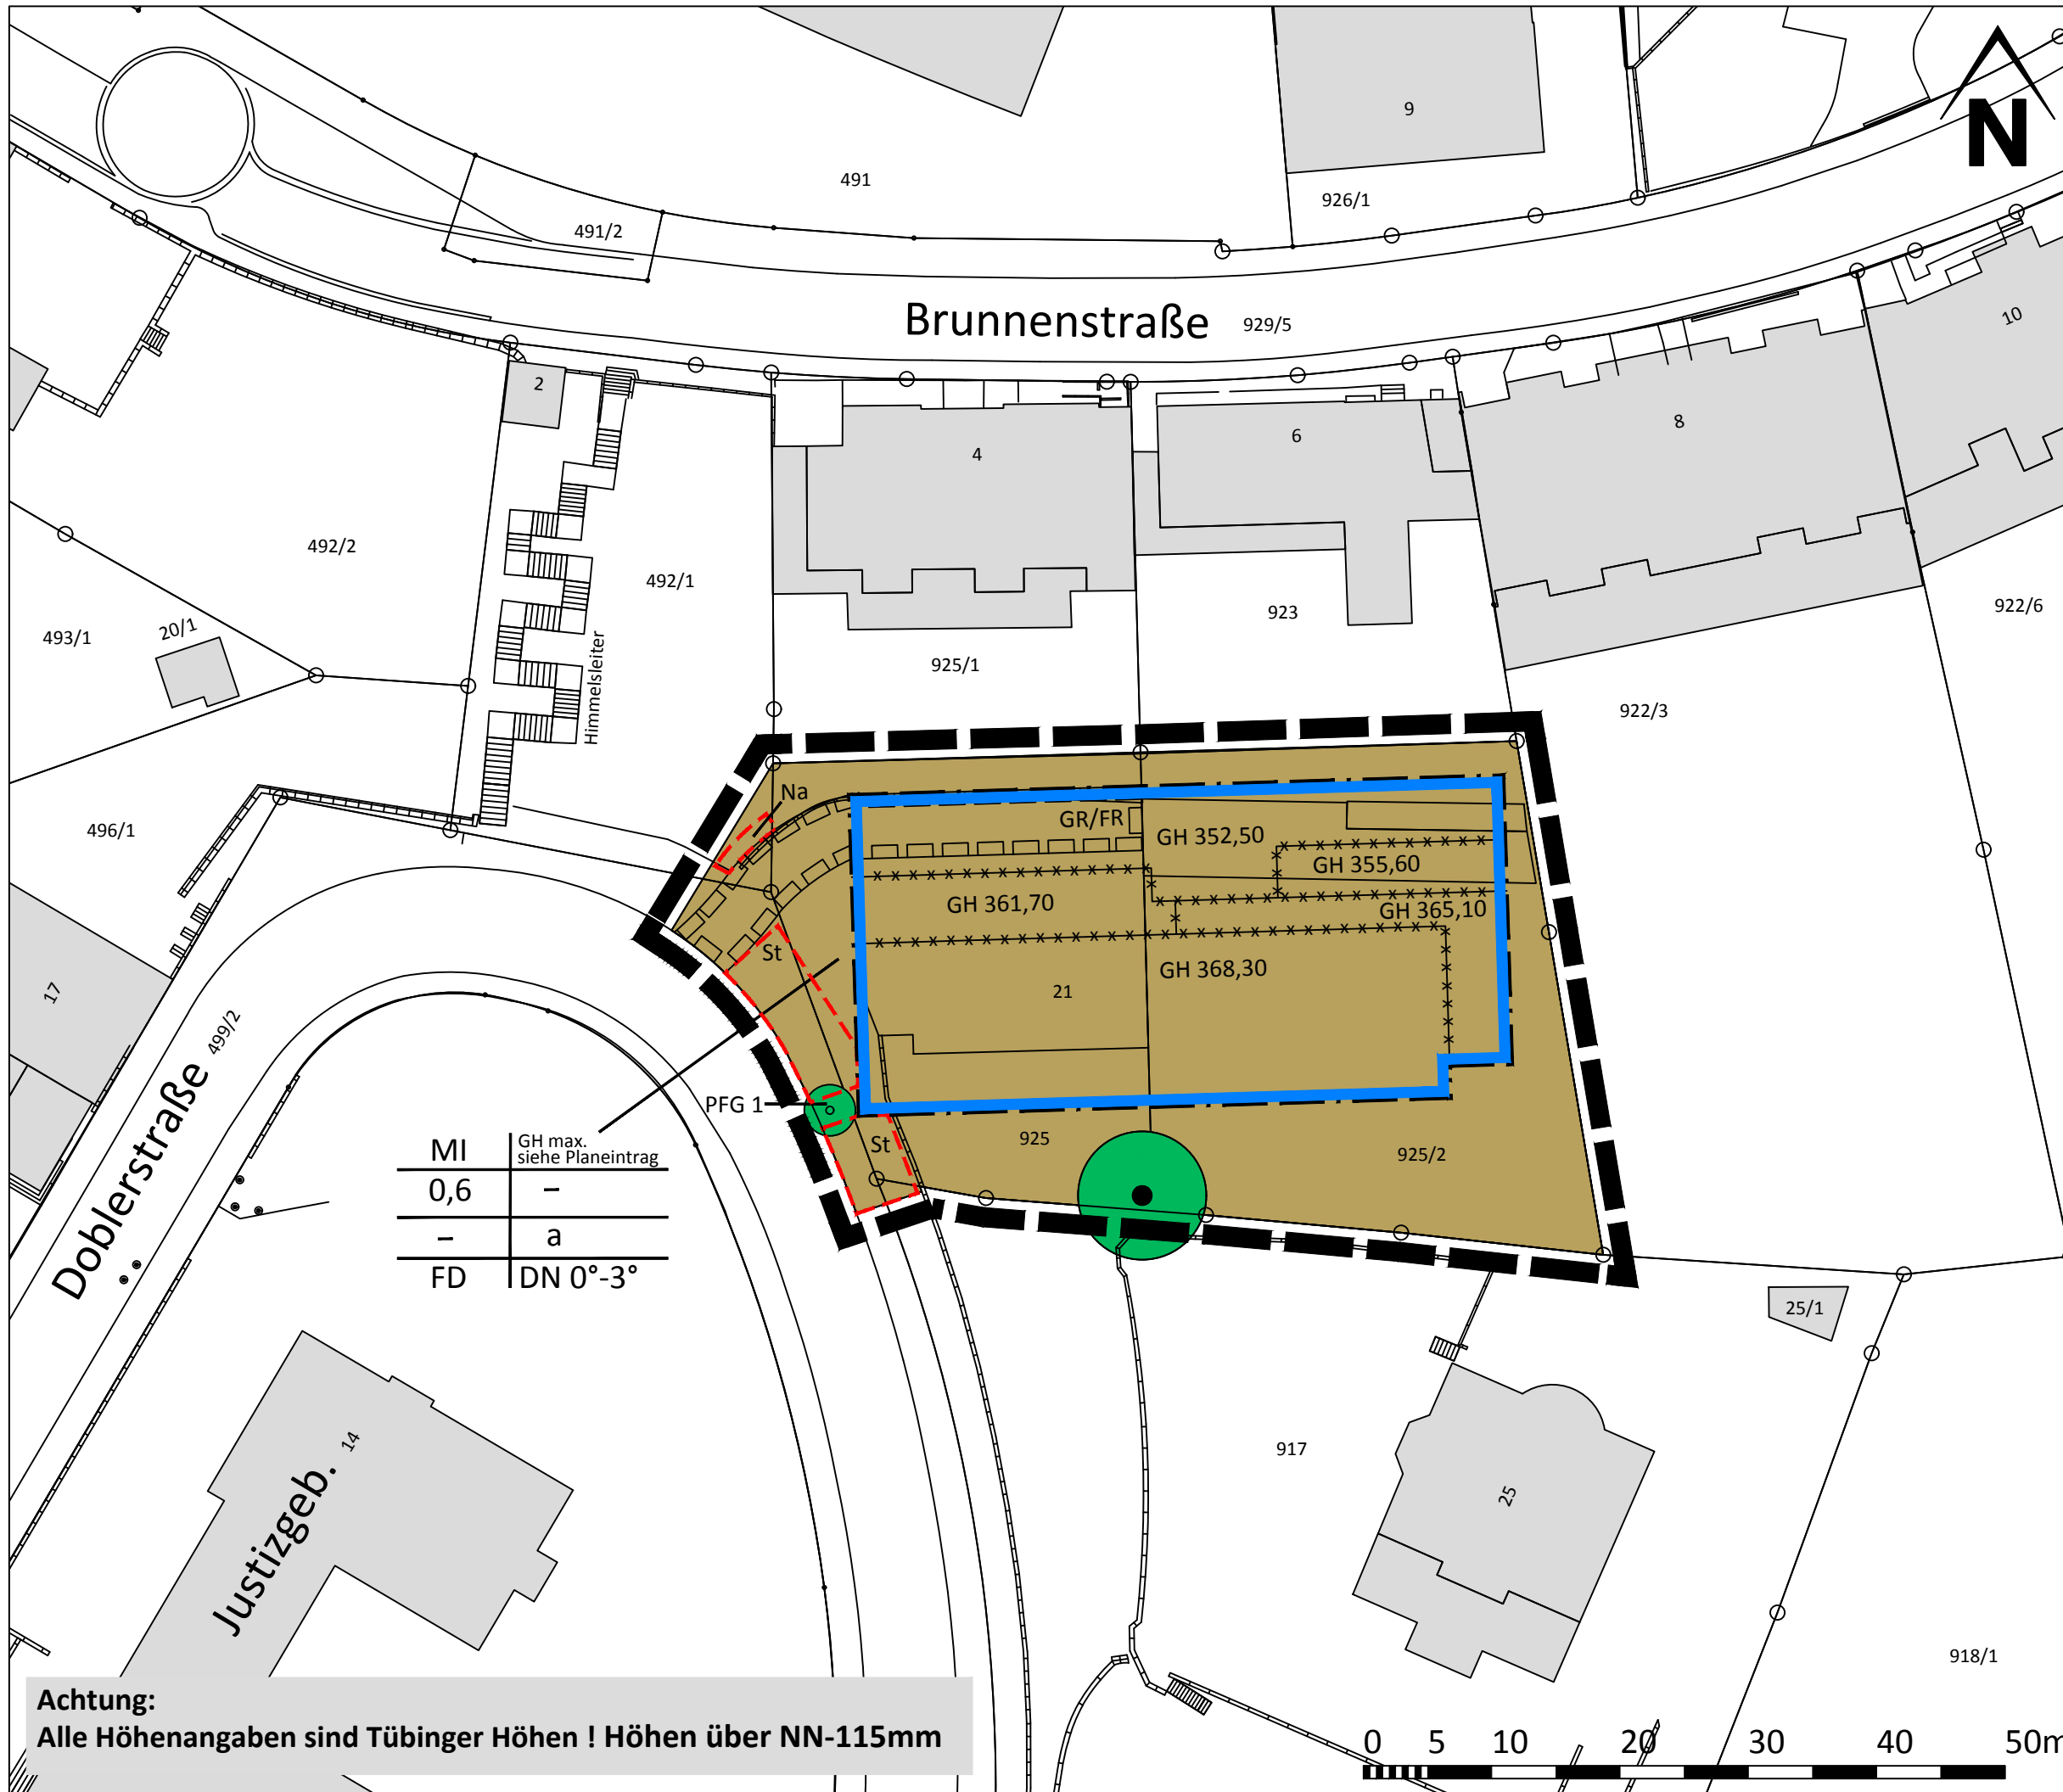 N
9
491
926/1
491/2
Brunnenstraße
929/5
10
2
4
6
8
492/2
492/1
923
922/6
493/1
20/1
Himmelsleiter
925/1
922/3
Na
GR/FR
GH 352,50
496/1
GH 355,60
GH 361,70
GH 365,10
St
GH 368,30
17
21
499/2
Doblerstraße
PFG 1
St
925
925/2
MI
GH max.
siehe Planeintrag
0,6
–
–
a
FD
DN 0°-3°
25/1
917
25
14
Justizgeb.
918/1
Achtung:
Alle Höhenangaben sind Tübinger Höhen ! Höhen über NN-115mm
0 5 10 20 30 40 50m